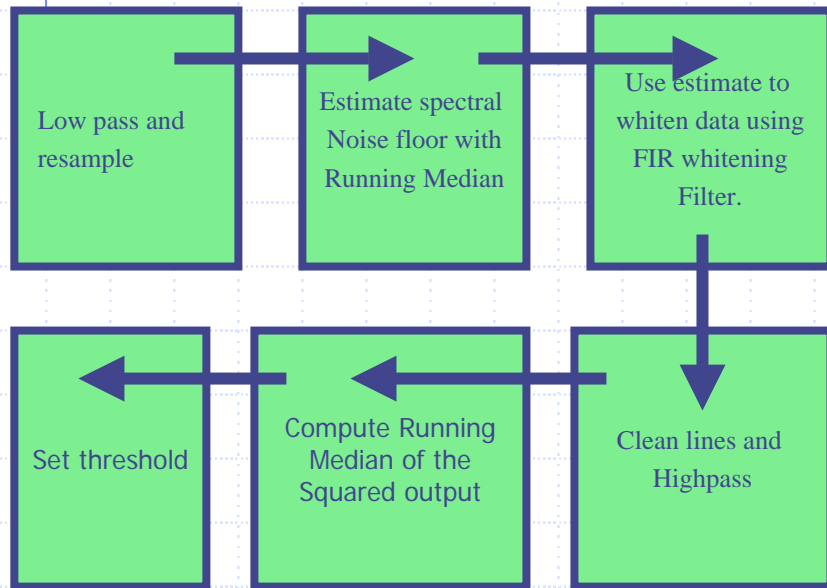 Low pass and
resample
Estimate spectral
Noise floor with
Running Median
Use estimate to
whiten data using
FIR whitening
Filter.
Clean lines and
Highpass
Compute Running
Median of the
Squared output
Set threshold